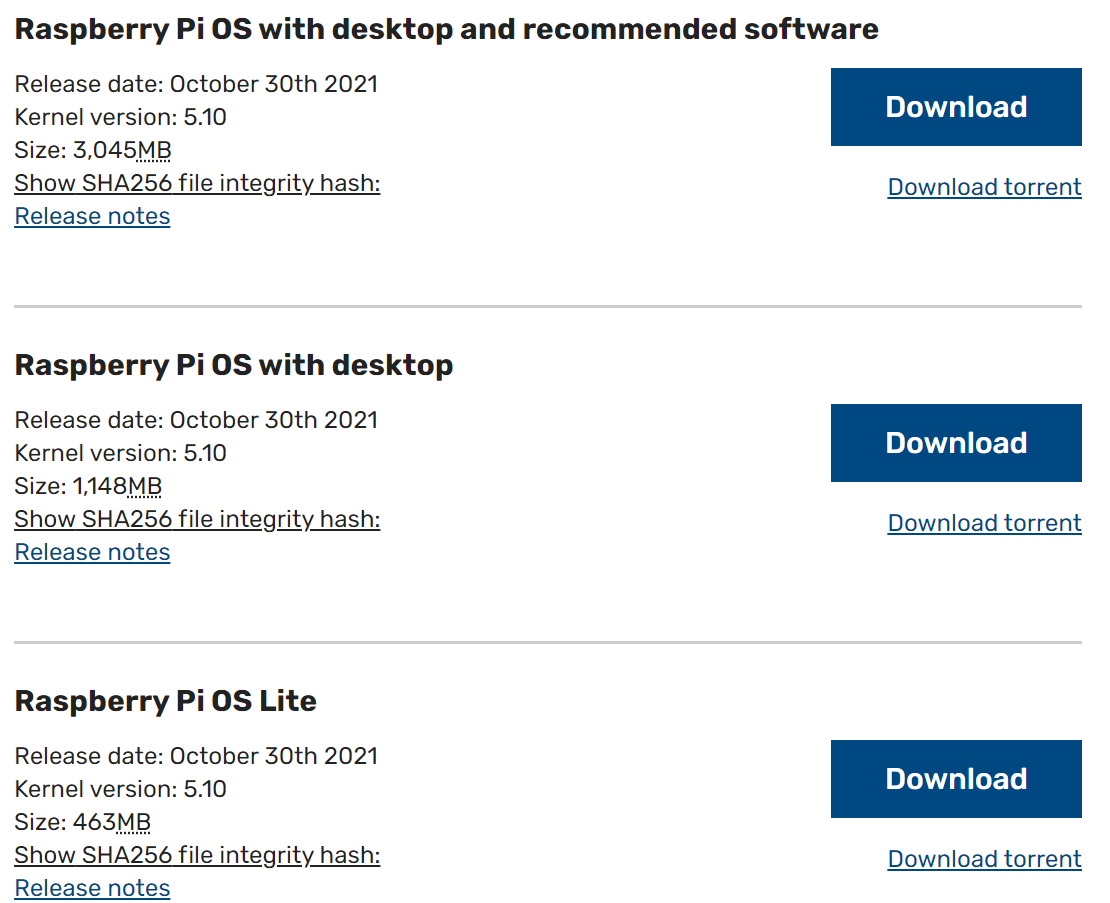 Raspberry Pi OS with desktop and recommended software
Release date: October 30th 2021
Kernel version: 5.10
Size: 3,045MB
Show SHA256 file integrity hash:
Release notes
Download
Download torrent
Raspberry Pi OS with desktop
Release date: October 30th 2021
Kernel version: 5.10
Size: 1,148MB
Show SHA256 file integrity hash:
Release notes
Download
Download torrent
Raspberry Pi OS Lite
Release date: October 30th 2021
Kernel version: 5.10
Size: 463MB
Show SHA256 file integrity hash:
Release notes
Download
Download torrent